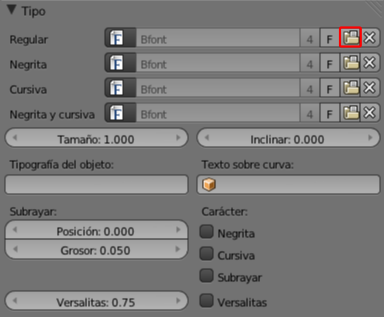 Tipo
Regular Bfont 4 F
Negrita Bfont 4 F
Cursiva Bfont 4 F
Negrita y cursiva Bfont 4 F
Tamaño: 1.000 Inclinar: 0.000
Tipografía del objeto: Texto sobre curva:
Subrayar: Carácter:
Posición: 0.000 Negrita
Grosor: 0.050 Cursiva
Subrayar
Versalitas: 0.75 Versalitas